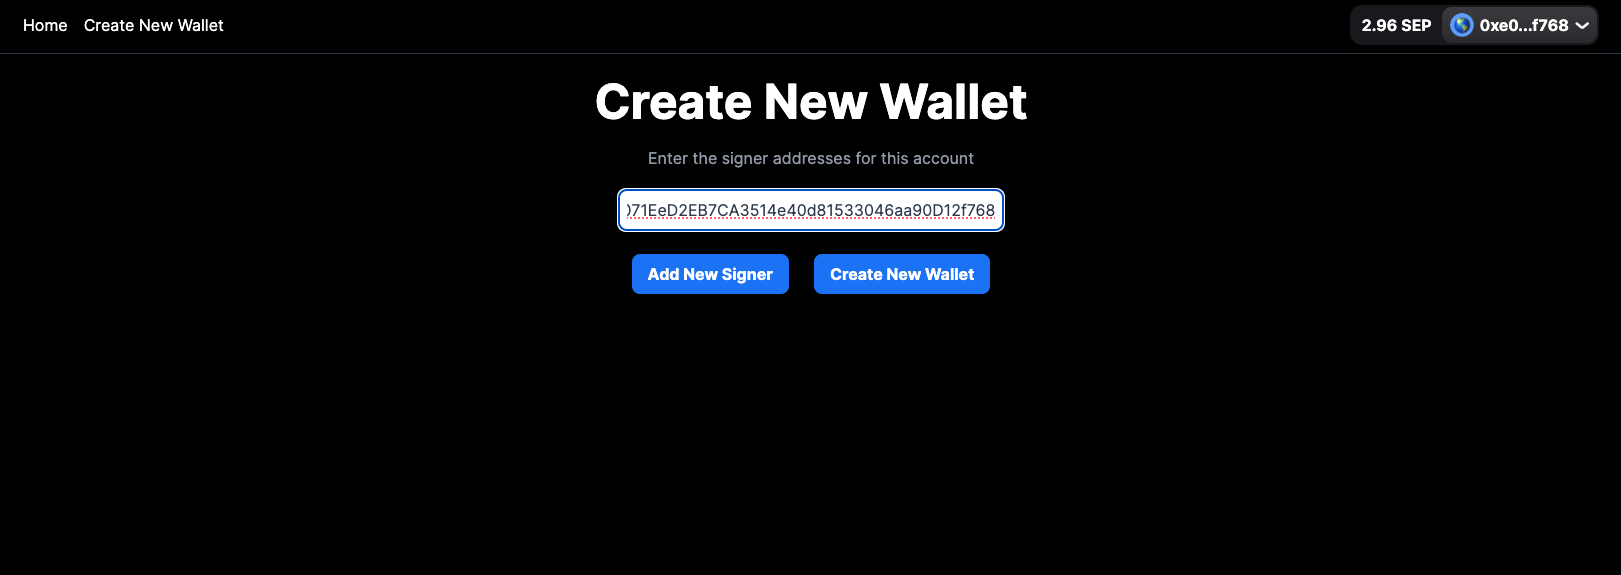 Home Create New Wallet 2.96 SEP 0xe0...f768
Create New Wallet
Enter the signer addresses for this account
071EeD2EB7CA3514e40d81533046aa90D12f768
Add New Signer Create New Wallet